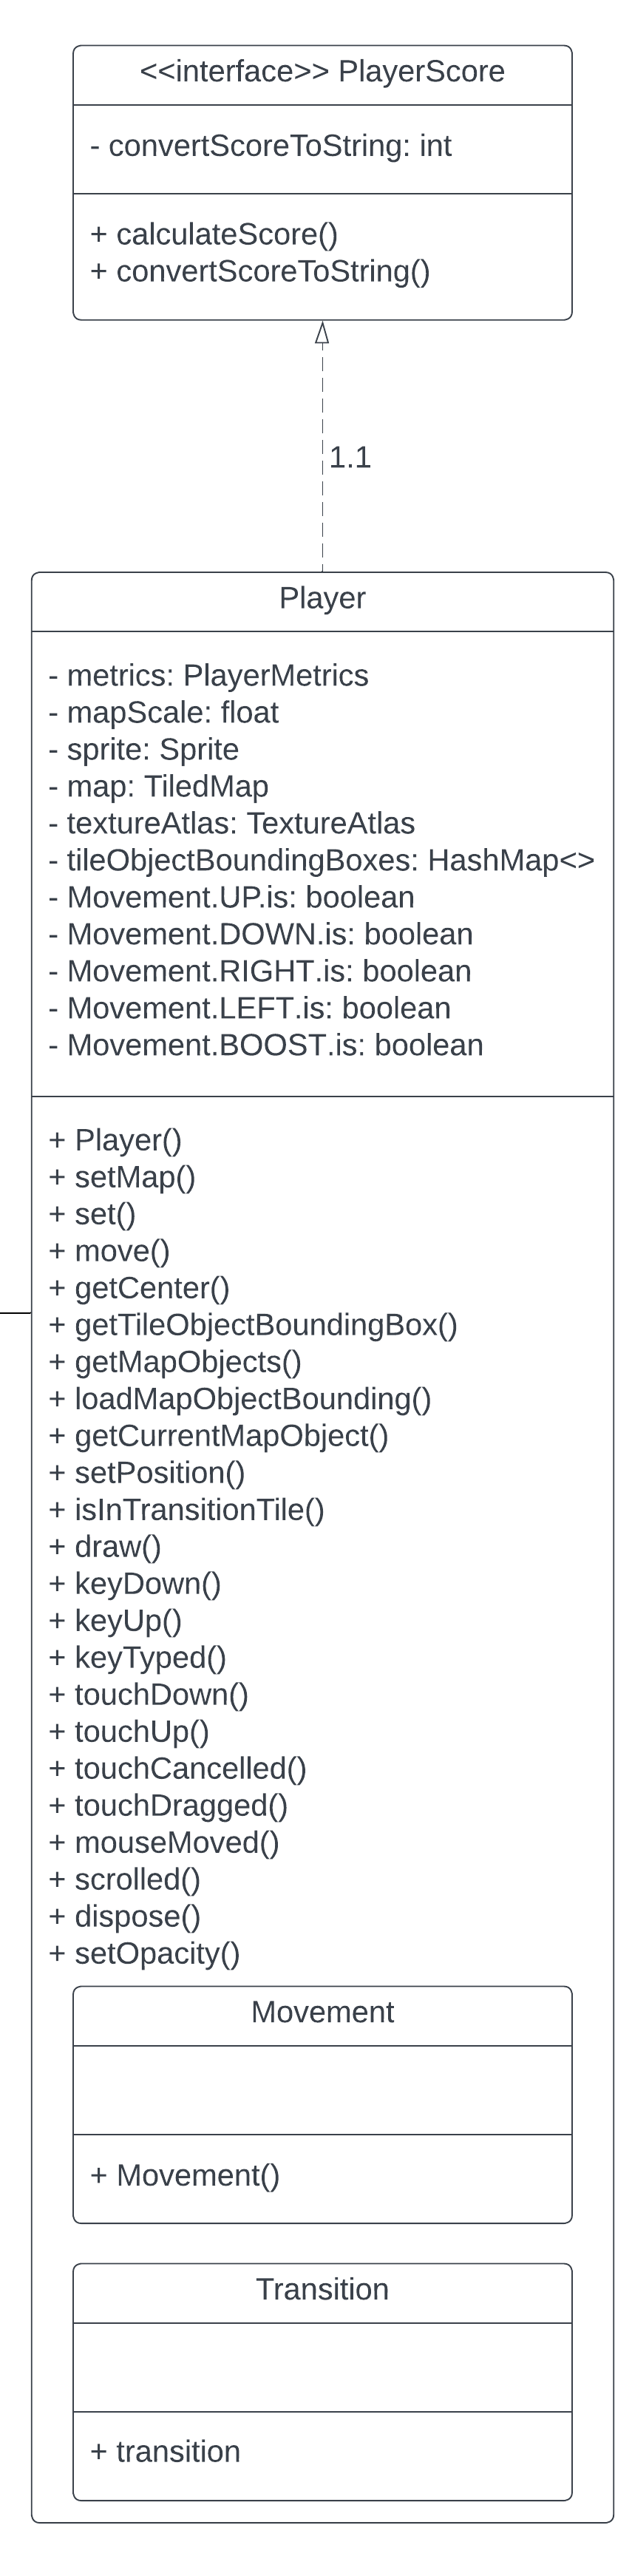 <<interface>> PlayerScore
- convertScoreToString: int
+ calculateScore()
+ convertScoreToString()
1.1
Player
- metrics: PlayerMetrics
- mapScale: float
- sprite: Sprite
- map: TiledMap
- textureAtlas: TextureAtlas
- tileObjectBoundingBoxes: HashMap<>
- Movement.UP.is: boolean
- Movement.DOWN.is: boolean
- Movement.RIGHT.is: boolean
- Movement.LEFT.is: boolean
- Movement.BOOST.is: boolean
+ Player()
+ setMap()
+ set()
+ move()
+ getCenter()
+ getTileObjectBoundingBox()
+ getMapObjects()
+ loadMapObjectBounding()
+ getCurrentMapObject()
+ setPosition()
+ isInTransitionTile()
+ draw()
+ keyDown()
+ keyUp()
+ keyTyped()
+ touchDown()
+ touchUp()
+ touchCancelled()
+ touchDragged()
+ mouseMoved()
+ scrolled()
+ dispose()
+ setOpacity()
Movement
+ Movement()
Transition
+ transition